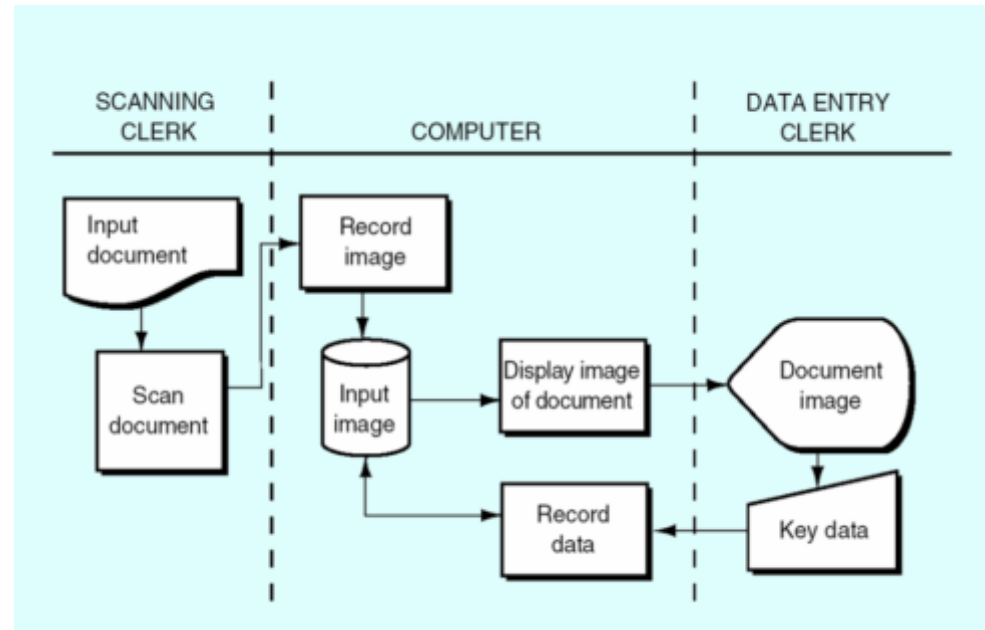 SCANNING
CLERK
COMPUTER
DATA ENTRY
CLERK
Input
document
Scan
document
Record
image
Input
image
Display image
of document
Document
image
Key data
Record
data